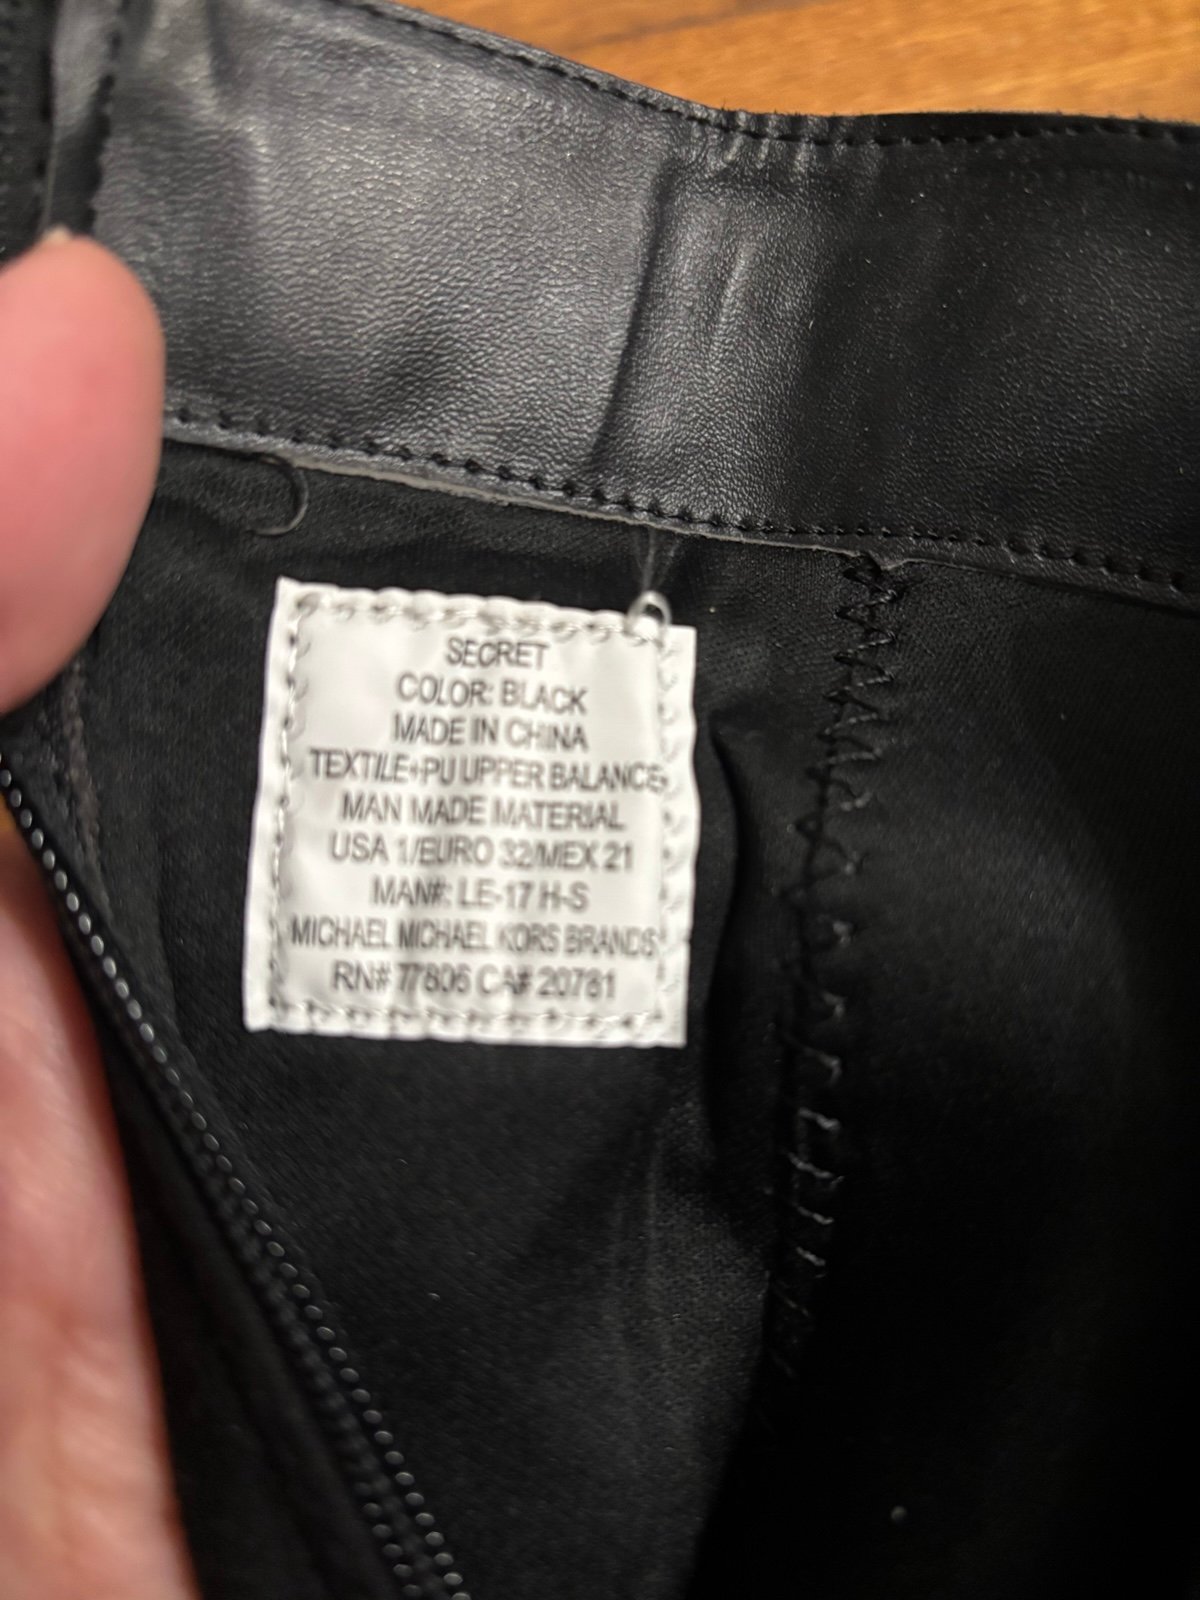 SECRET
COLOR: BLACK
MADE IN CHINA
TEXTILE+PU UPPER BALANCE
MAN MADE MATERIAL
USA 1/EURO 32/MEX 21
MAN#: LE-17 H-S
MICHAEL MICHAEL KORS BRANDS
RN# 77806 CA# 20781